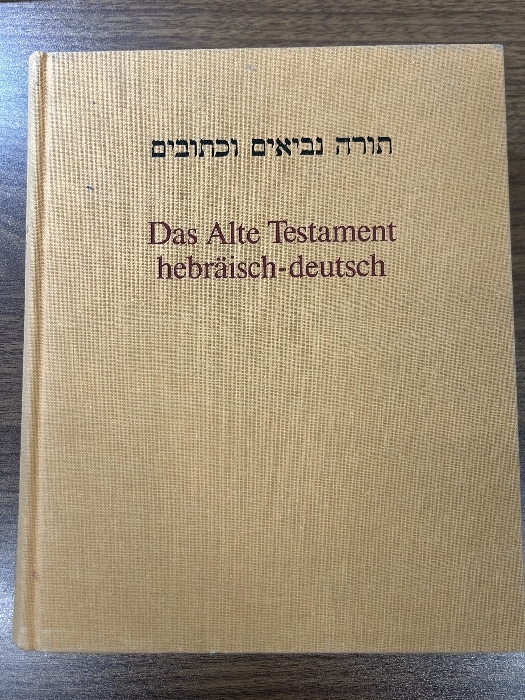 תורה נביאים וכתובים
Das Alte Testament
hebräisch-deutsch